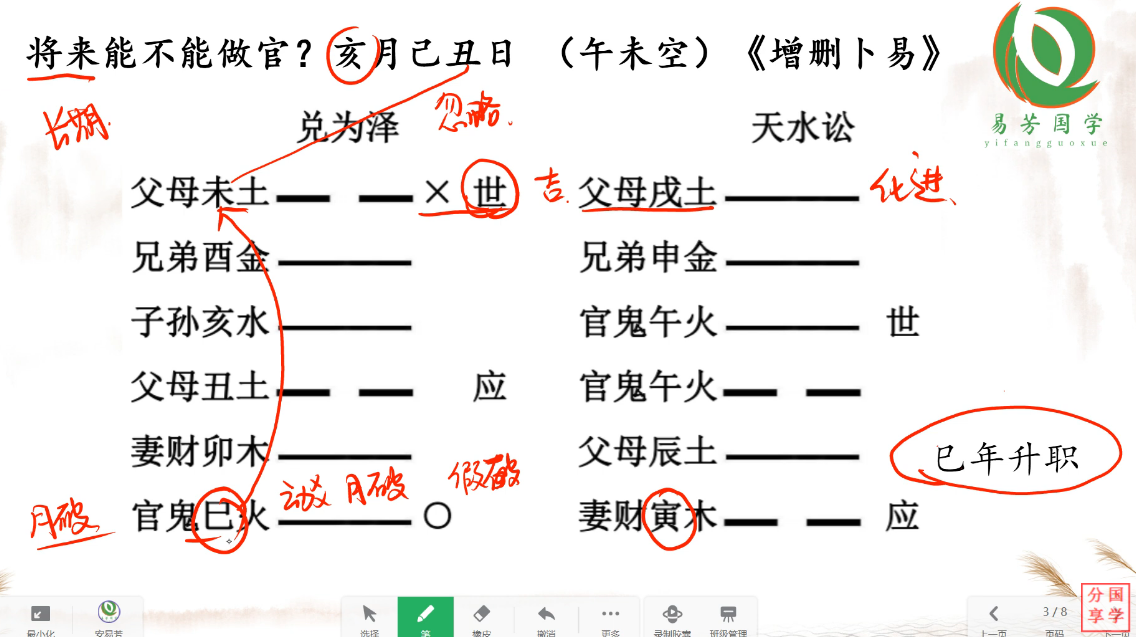 将来能不能做官？亥月己丑日 （午未空）《增删卜易》
易芳国学
yifangguoxue
长期.
忽略.
兑为泽
天水讼
父母未土 × 世 吉. 父母戌土 化进.
兄弟酉金 兄弟申金
子孙亥水 官鬼午火 世
父母丑土 应 官鬼午火
妻财卯木 父母辰土
巳年升职
动爻 月破 假破
月破 官鬼巳火 妻财寅木 应
最小化 安易芳 选择 笔 橡皮 撤消 更多 录制胶囊 班级管理 上一页 3/8 页码 下一页
分国
享学